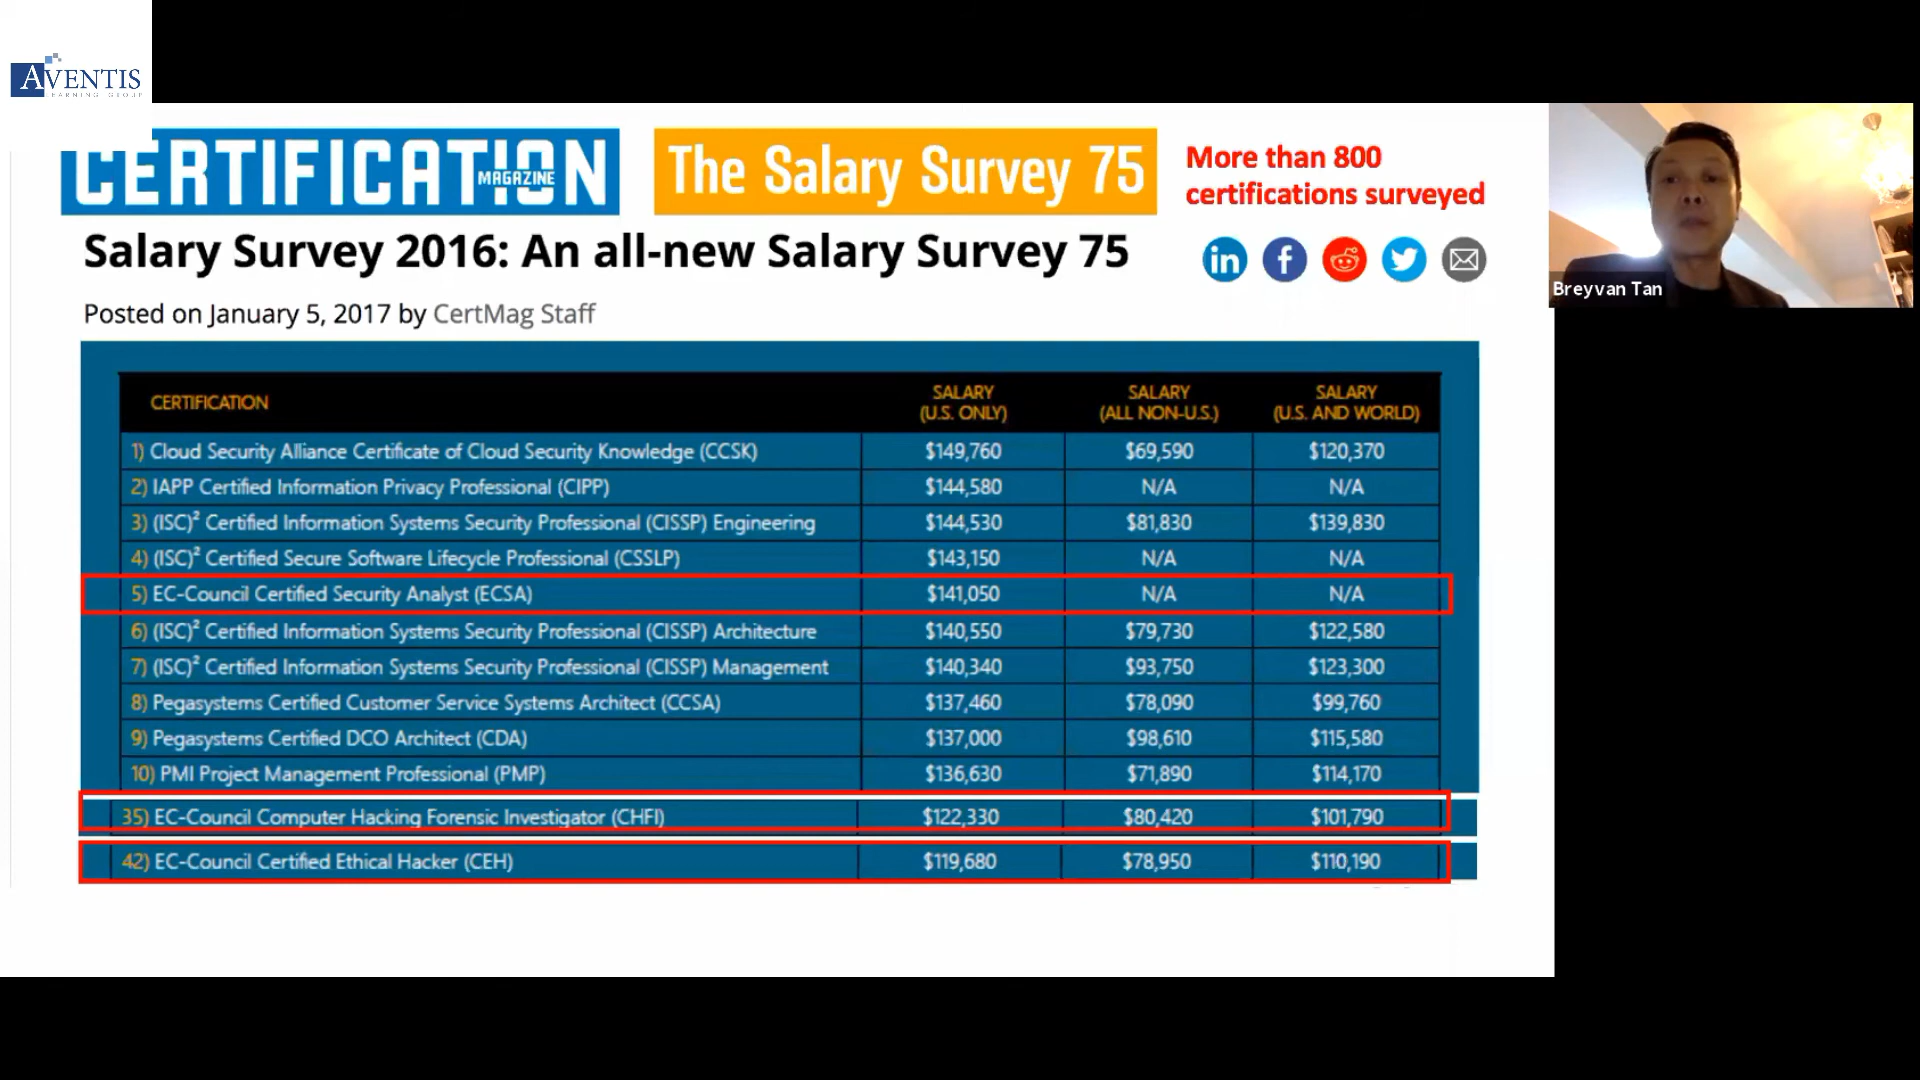 AVENTIS
LEARNING GROUP
CERTIFICATION
MAGAZINE
The Salary Survey 75
More than 800
certifications surveyed
Salary Survey 2016: An all-new Salary Survey 75
Posted on January 5, 2017 by CertMag Staff
Breyvan Tan
CERTIFICATION SALARY (U.S. ONLY) SALARY (ALL NON-U.S.) SALARY (U.S. AND WORLD)
1) Cloud Security Alliance Certificate of Cloud Security Knowledge (CCSK) $149,760 $69,590 $120,370
2) IAPP Certified Information Privacy Professional (CIPP) $144,580 N/A N/A
3) (ISC)² Certified Information Systems Security Professional (CISSP) Engineering $144,530 $81,830 $139,830
4) (ISC)² Certified Secure Software Lifecycle Professional (CSSLP) $143,150 N/A N/A
5) EC-Council Certified Security Analyst (ECSA) $141,050 N/A N/A
6) (ISC)² Certified Information Systems Security Professional (CISSP) Architecture $140,550 $79,730 $122,580
7) (ISC)² Certified Information Systems Security Professional (CISSP) Management $140,340 $93,750 $123,300
8) Pegasystems Certified Customer Service Systems Architect (CCSA) $137,460 $78,090 $99,760
9) Pegasystems Certified DCO Architect (CDA) $137,000 $98,610 $115,580
10) PMI Project Management Professional (PMP) $136,630 $71,890 $114,170
35) EC-Council Computer Hacking Forensic Investigator (CHFI) $122,330 $80,420 $101,790
42) EC-Council Certified Ethical Hacker (CEH) $119,680 $78,950 $110,190